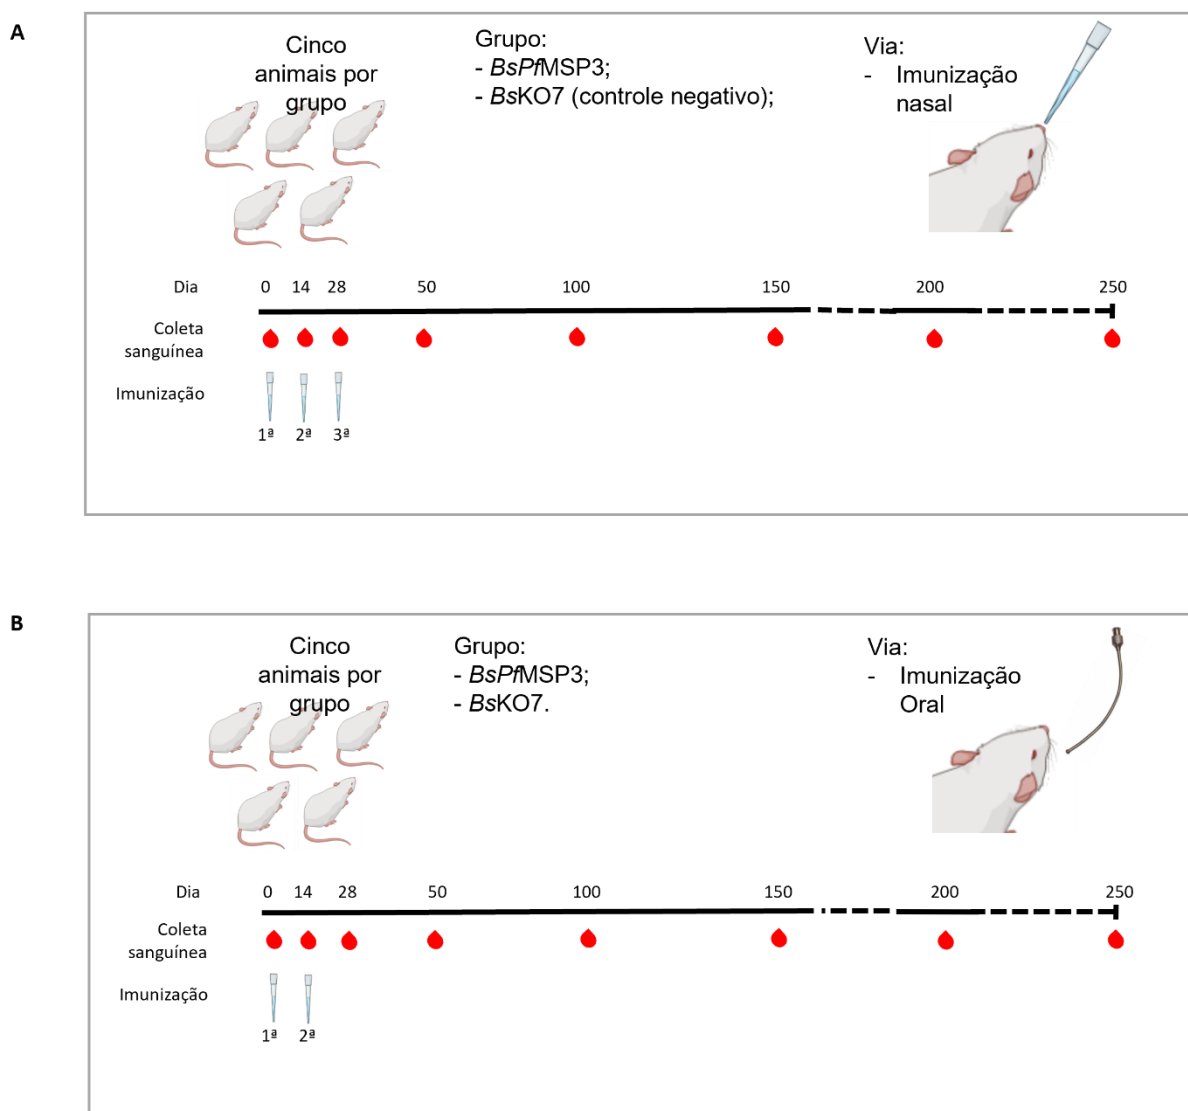 A
Cinco
animais por
grupo
Grupo:
- BsPfMSP3;
- BsKO7 (controle negativo);
Via:
- Imunização
nasal
Dia 0 14 28 50 100 150 200 250
Coleta
sanguínea
Imunização
1ª 2ª 3ª
B
Cinco
animais por
grupo
Grupo:
- BsPfMSP3;
- BsKO7.
Via:
- Imunização
Oral
Dia 0 14 28 50 100 150 200 250
Coleta
sanguínea
Imunização
1ª 2ª